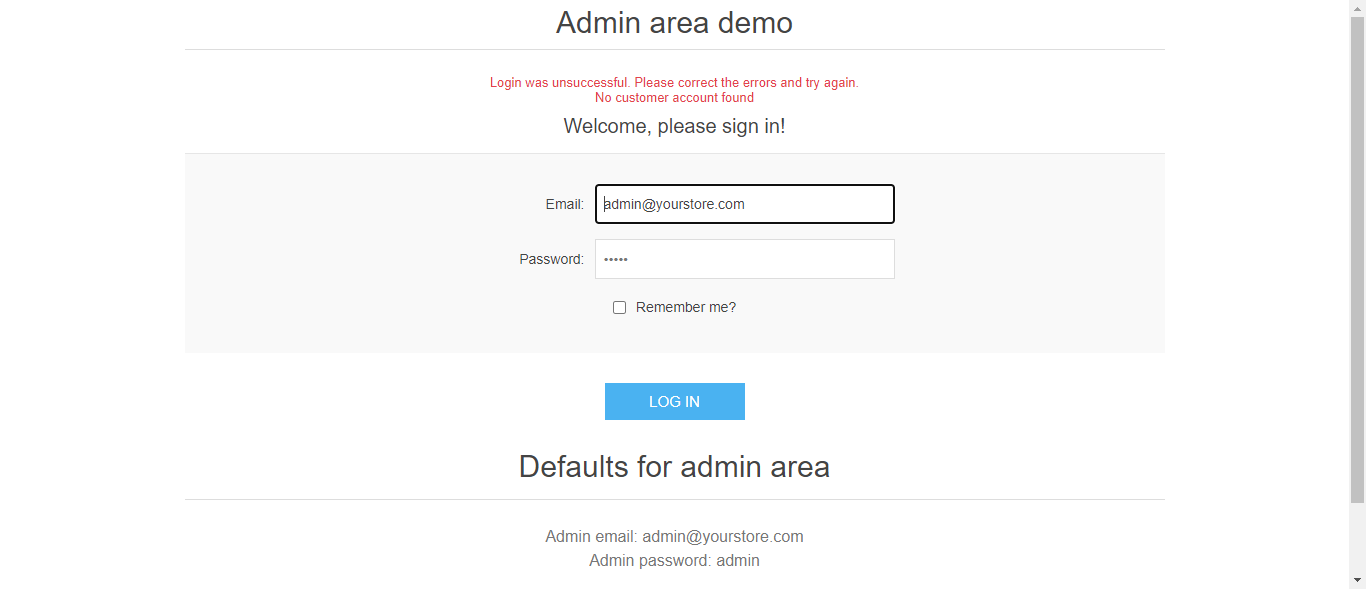 Admin area demo
Login was unsuccessful. Please correct the errors and try again.
No customer account found
Welcome, please sign in!
Email: admin@yourstore.com
Password: •••••
Remember me?
LOG IN
Defaults for admin area
Admin email: admin@yourstore.com
Admin password: admin